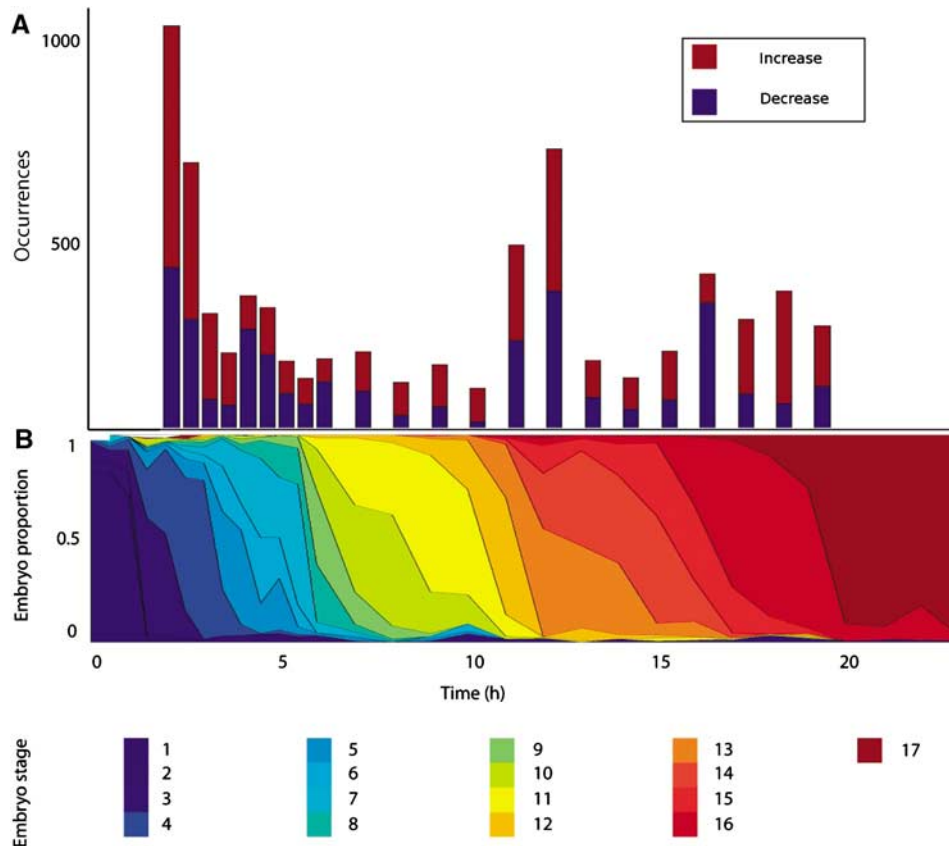 A
1000
500
Occurrences
Increase
Decrease
B
1
0.5
0
Embryo proportion
0 5 10 15 20
Time (h)
Embryo stage
1 5 9 13 17
2 6 10 14
3 7 11 15
4 8 12 16